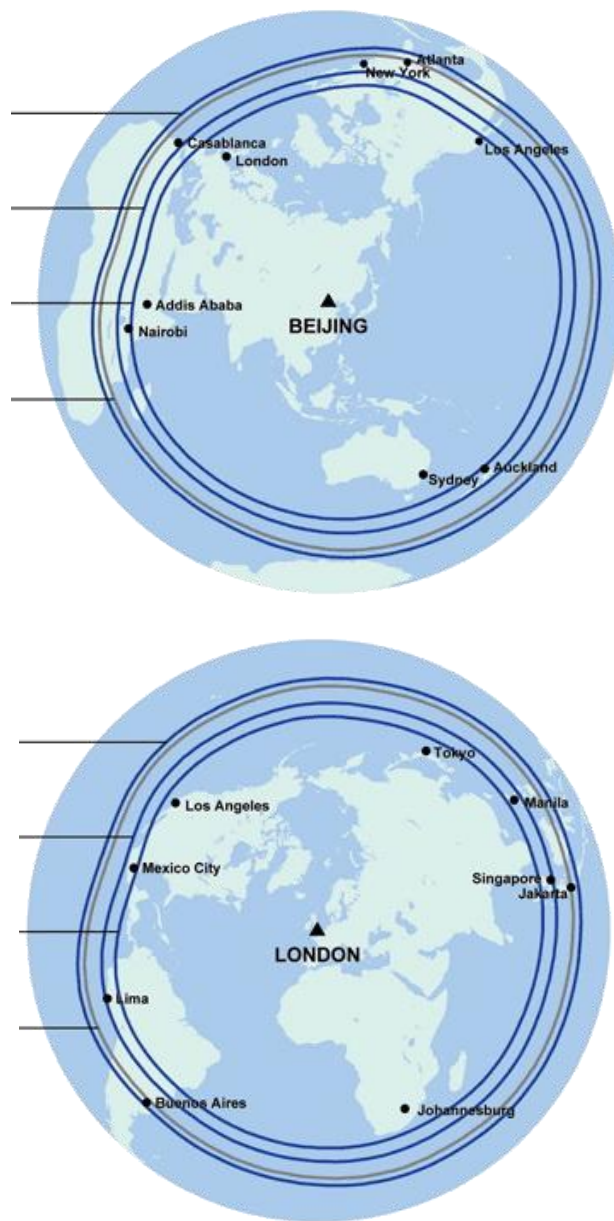 Atlanta
New York
Casablanca
London
Los Angeles
Addis Ababa
BEIJING
Nairobi
Auckland
Sydney
Tokyo
Los Angeles
Manila
Mexico City
Singapore
Jakarta
LONDON
Lima
Buenos Aires
Johannesburg